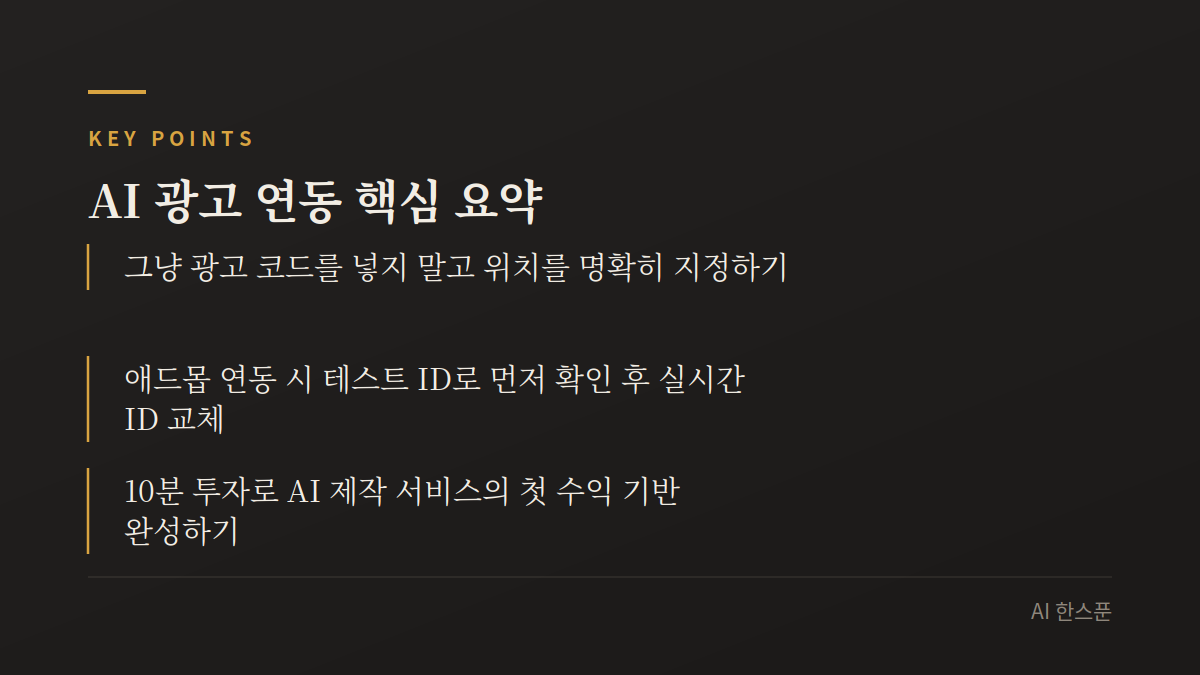 KEY POINTS
AI 광고 연동 핵심 요약
그냥 광고 코드를 넣지 말고 위치를 명확히 지정하기
애드몹 연동 시 테스트 ID로 먼저 확인 후 실시간
ID 교체
10분 투자로 AI 제작 서비스의 첫 수익 기반
완성하기
AI 한스푼